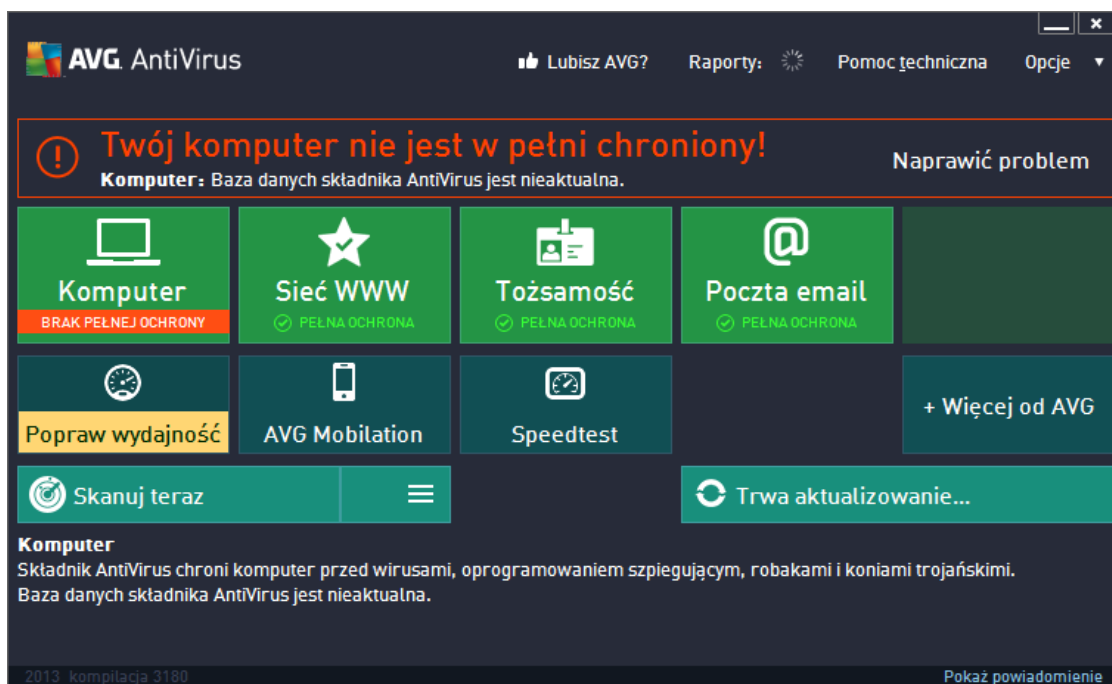 AVG. AntiVirus
Lubisz AVG?
Raporty:
Pomoc techniczna
Opcje
Twój komputer nie jest w pełni chroniony!
Komputer: Baza danych składnika AntiVirus jest nieaktualna.
Naprawić problem
Komputer
BRAK PEŁNEJ OCHRONY
Sieć WWW
PEŁNA OCHRONA
Tożsamość
PEŁNA OCHRONA
Poczta email
PEŁNA OCHRONA
Popraw wydajność
AVG Mobilation
Speedtest
+ Więcej od AVG
Skanuj teraz
Trwa aktualizowanie...
Komputer
Składnik AntiVirus chroni komputer przed wirusami, oprogramowaniem szpiegującym, robakami i koniami trojańskimi.
Baza danych składnika AntiVirus jest nieaktualna.
2013 kompilacja 3180
Pokaż powiadomienie